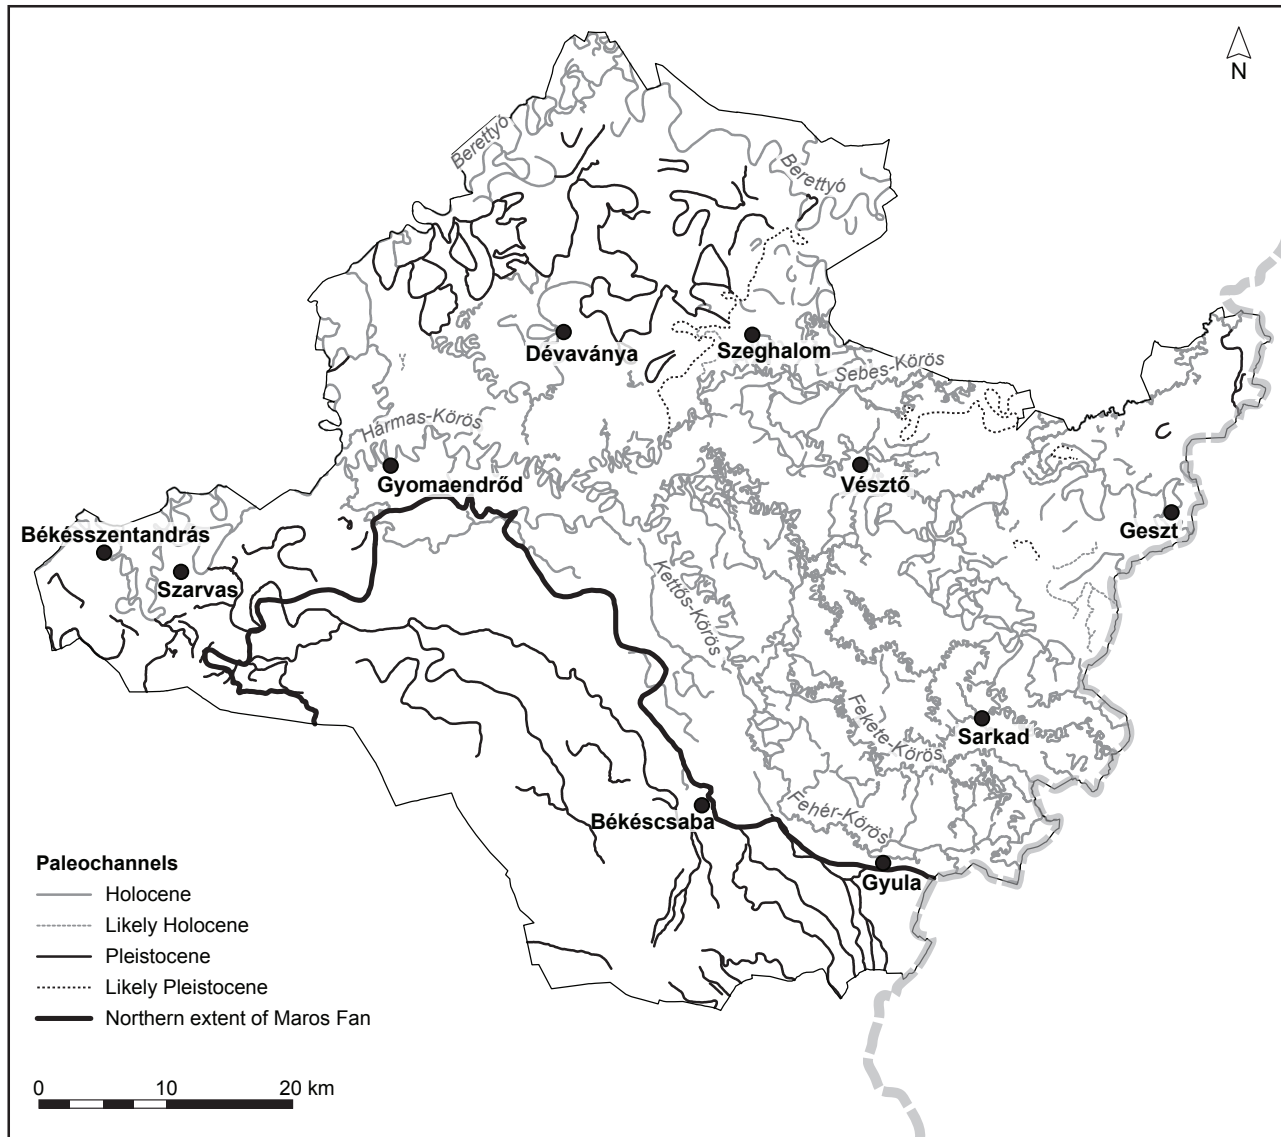 N
Berettyó
Berettyó
Dévaványa
Szeghalom
Sebes-Körös
Hármas-Körös
Gyomaendrőd
Vésztő
Békésszentandrás
Geszt
Szarvas
Kettős-Körös
Fekete-Körös
Sarkad
Fehér-Körös
Békéscsaba
Gyula
Paleochannels
Holocene
Likely Holocene
Pleistocene
Likely Pleistocene
Northern extent of Maros Fan
0 10 20 km